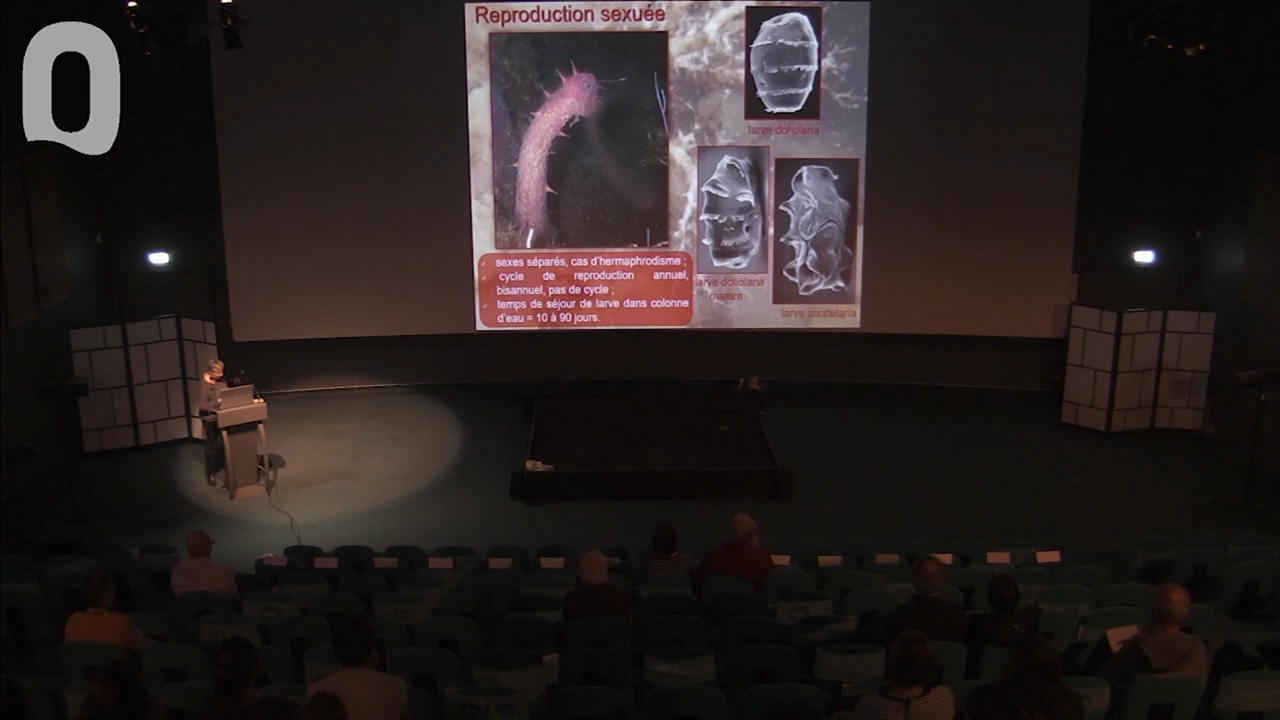 Reproduction sexuée
larve doliolaria
sexes séparés, cas d'hermaphrodisme ;
cycle de reproduction annuel,
bisannuel, pas de cycle ;
temps de séjour de larve dans colonne
d'eau = 10 à 90 jours.
larve doliolaria
mature
larve auricularia